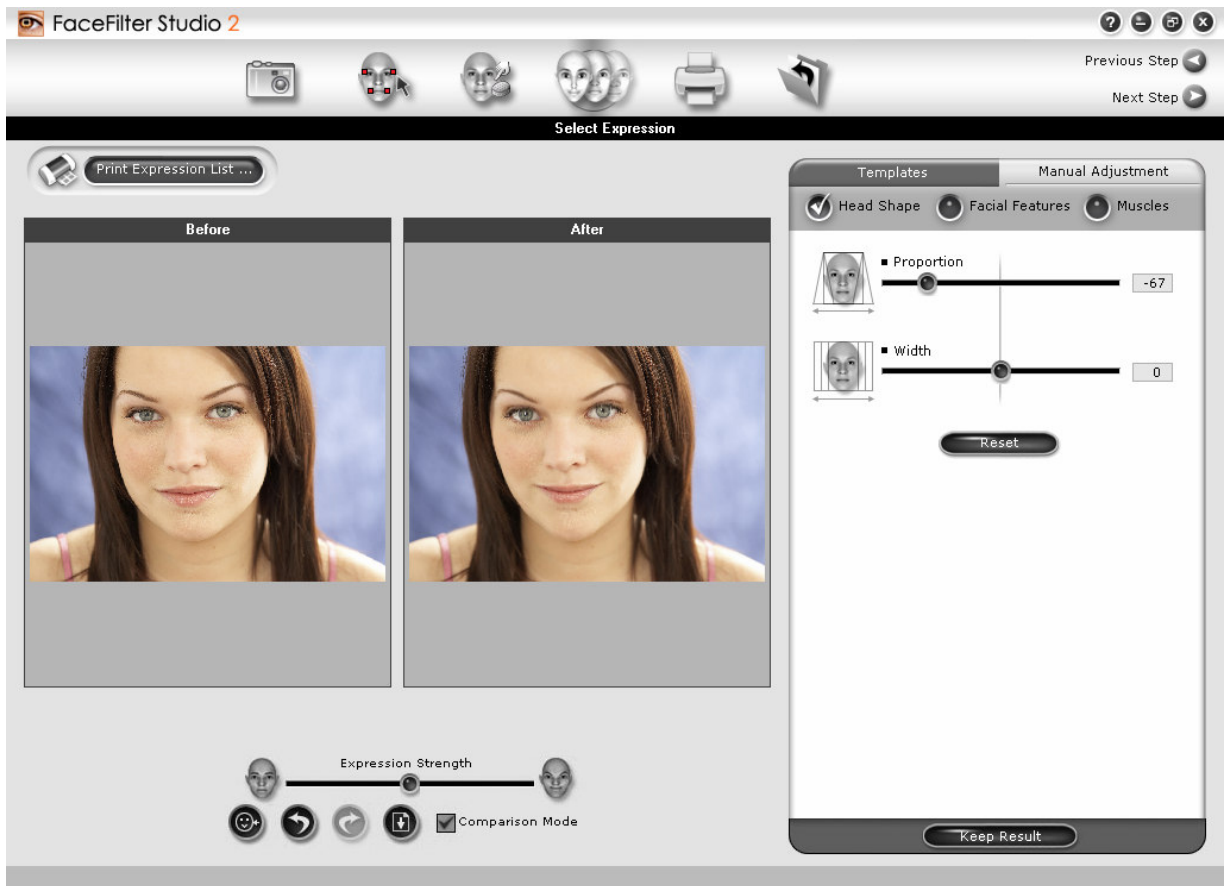 FaceFilter Studio 2
Previous Step
Next Step
Select Expression
Print Expression List ...
Before
After
Templates
Manual Adjustment
Head Shape
Facial Features
Muscles
Proportion
-67
Width
0
Reset
Expression Strength
Comparison Mode
Keep Result